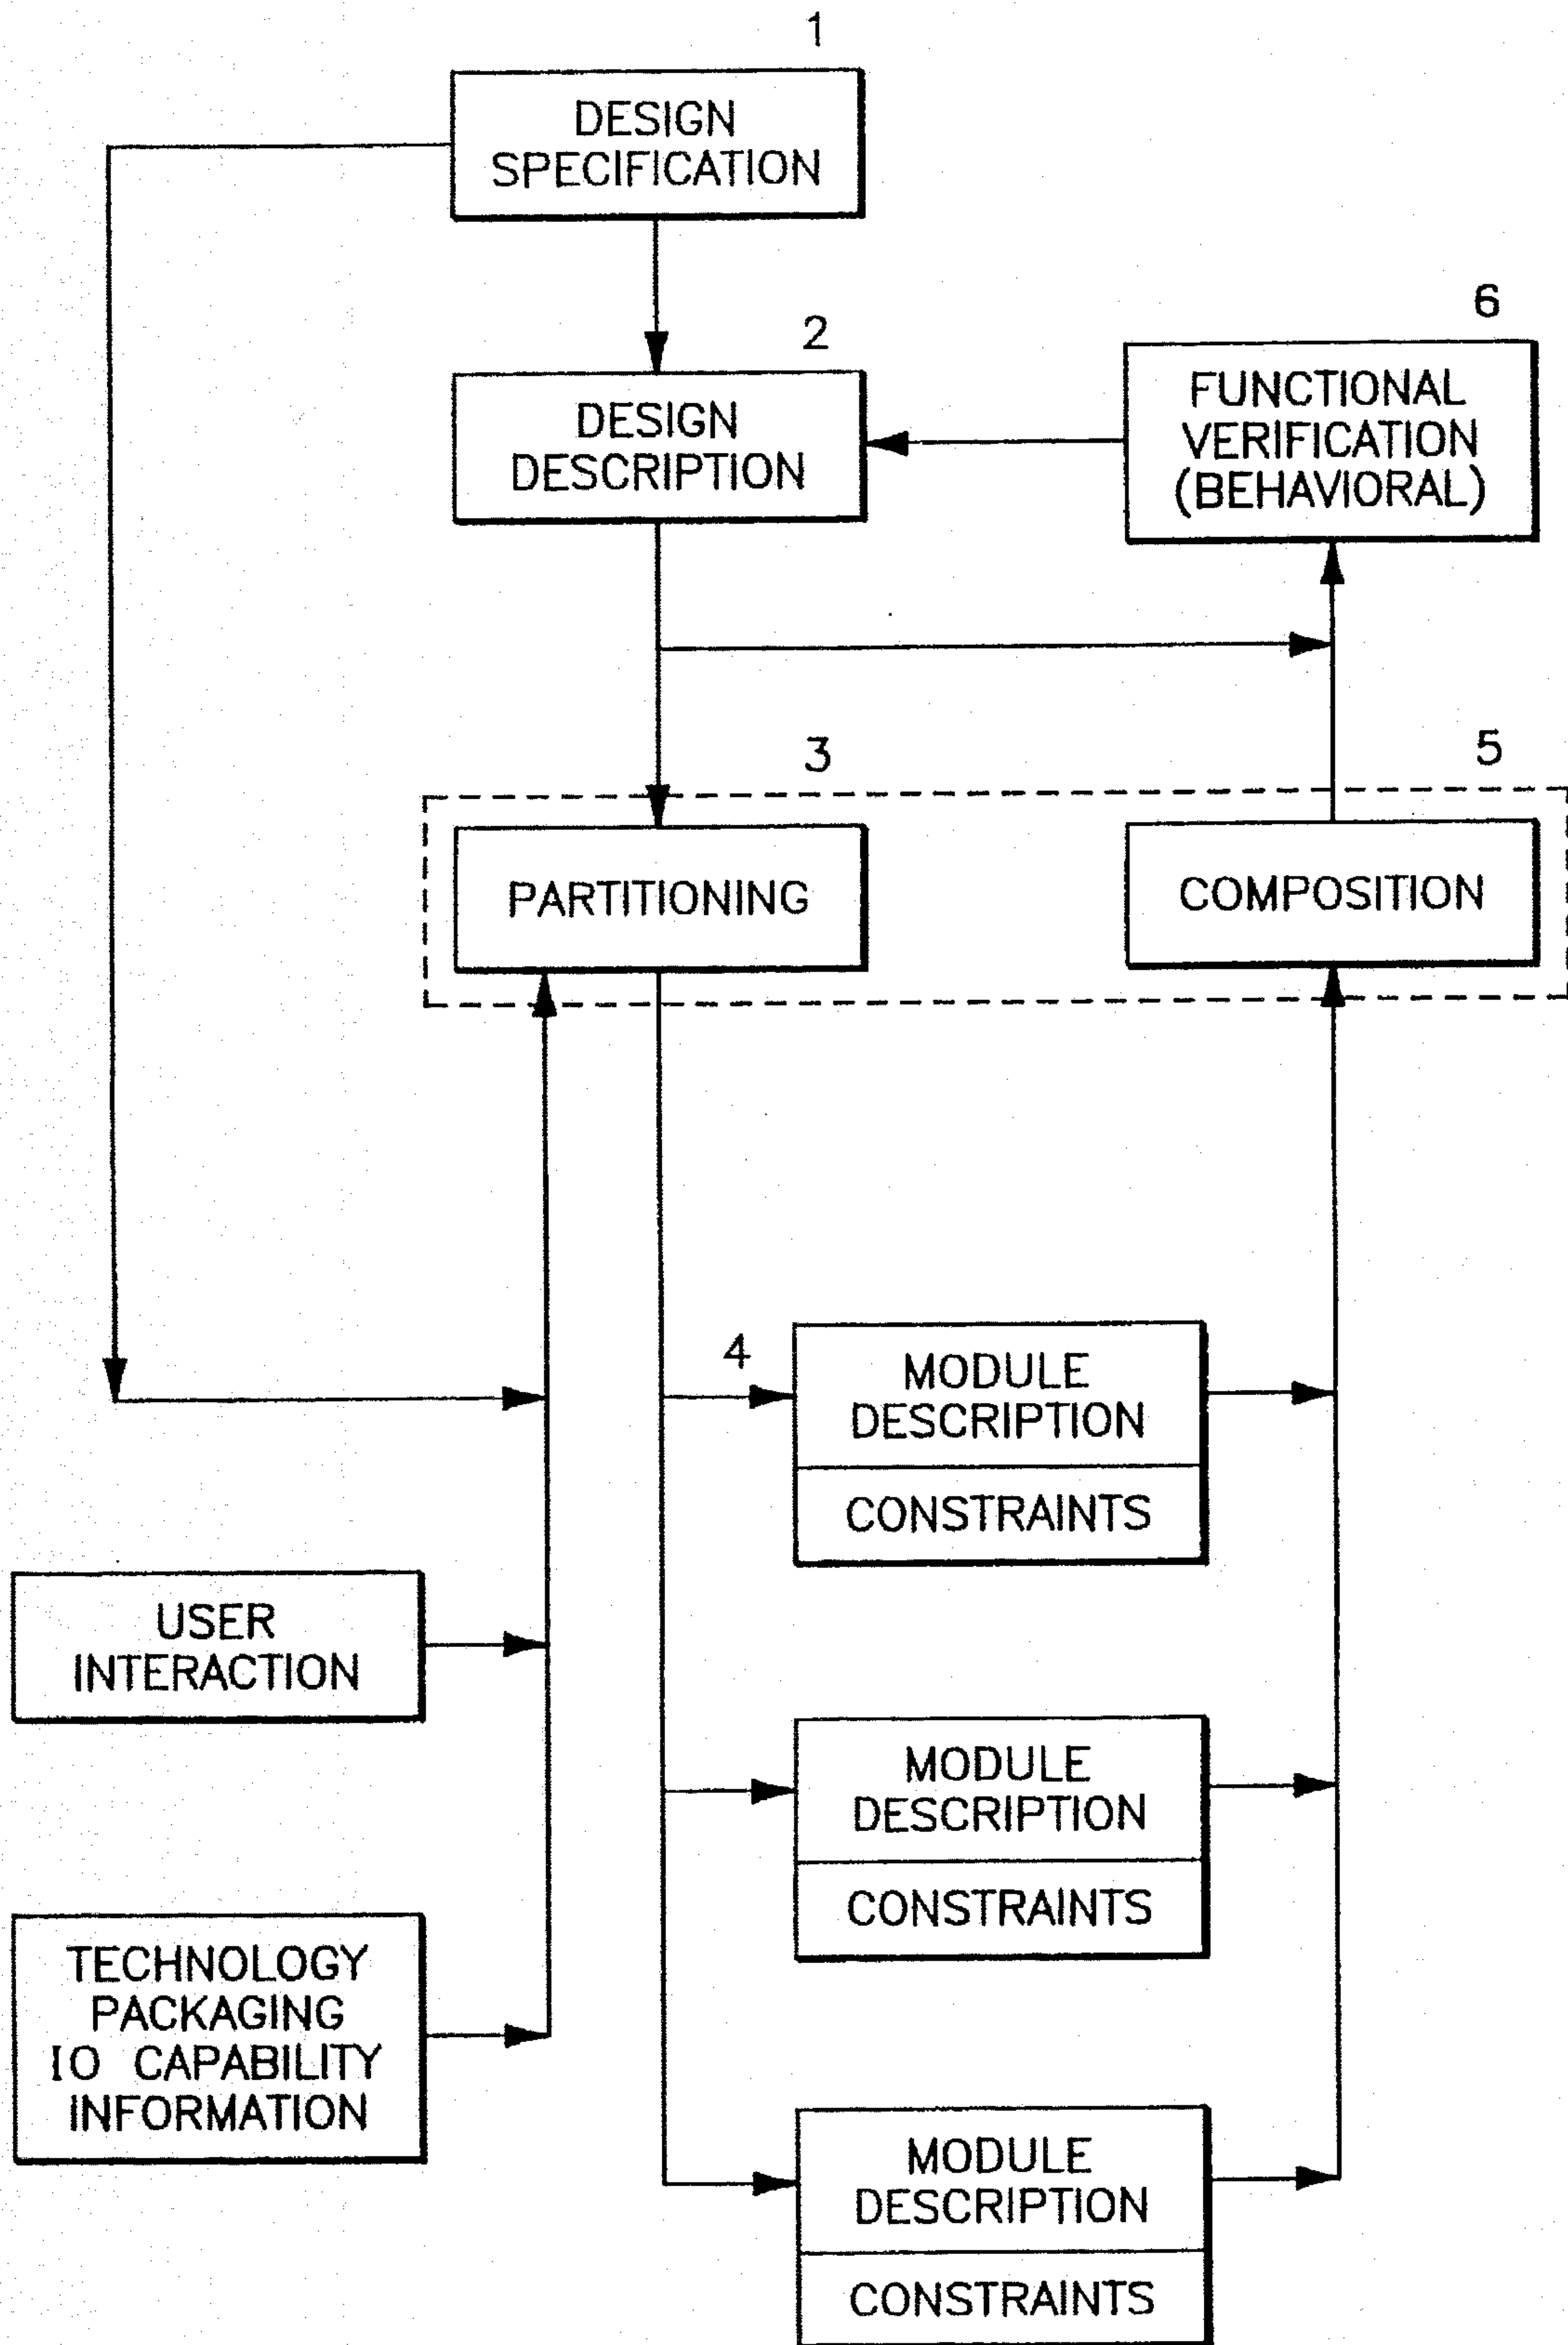 1
DESIGN
SPECIFICATION
2
DESIGN
DESCRIPTION
6
FUNCTIONAL
VERIFICATION
(BEHAVIORAL)
3
PARTITIONING
5
COMPOSITION
4
MODULE
DESCRIPTION
CONSTRAINTS
USER
INTERACTION
MODULE
DESCRIPTION
CONSTRAINTS
TECHNOLOGY
PACKAGING
IO CAPABILITY
INFORMATION
MODULE
DESCRIPTION
CONSTRAINTS